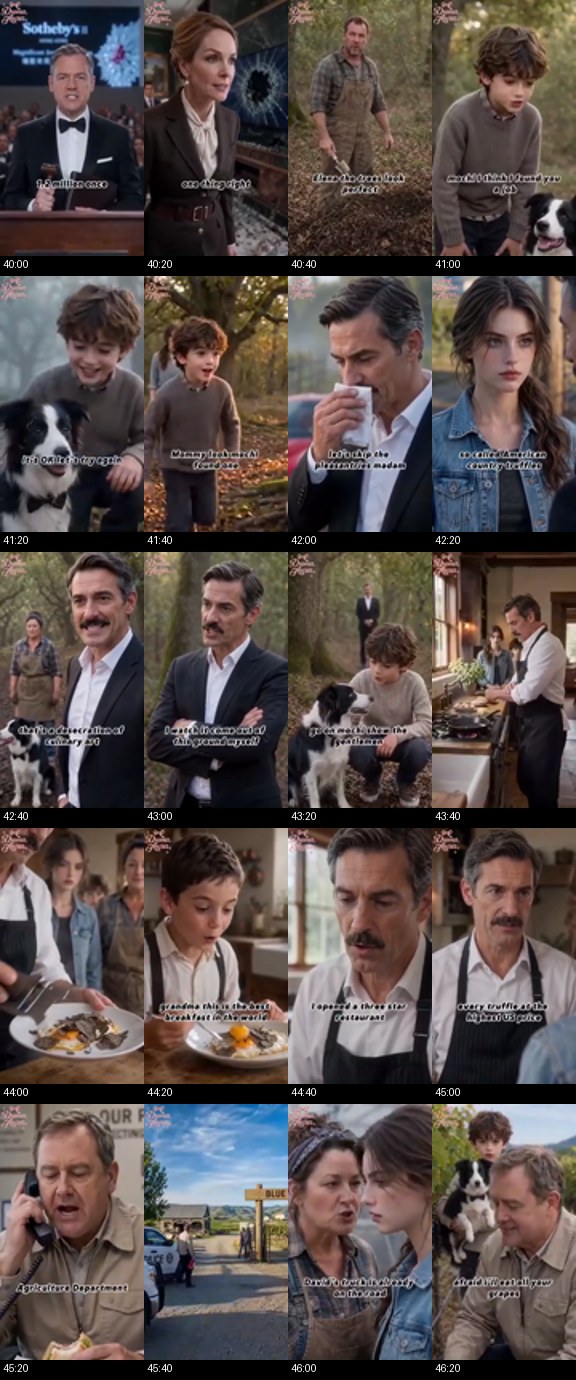 Sotheby's
1.2 million once
40:00
one thing right
40:20
Elena the trees look
perfect
40:40
mochi I think I found you
a job
41:00
it's OK let's try again
41:20
Mommy look mochi
found one
41:40
let's skip the
pleasantries madam
42:00
so called American
country truffles
42:20
that's a desecration of
culinary art
42:40
I watch it come out of
this ground myself
43:00
go on mochi show the
gentlemen
43:20
43:40
44:00
grandma this is the best
breakfast in the world
44:20
I opened a three star
restaurant
44:40
every truffle at the
highest US price
45:00
OUR
Agriculture Department
45:20
BLUE
45:40
David's truck is already
on the road
46:00
afraid i'll eat all your
grapes
46:20